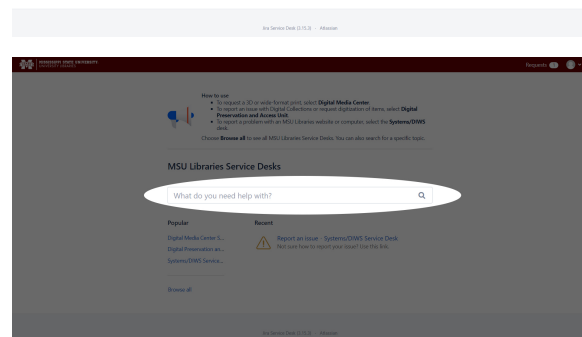 Jira Service Desk (3.15.3) · Atlassian
MISSISSIPPI STATE UNIVERSITY
UNIVERSITY LIBRARIES
Requests
How to use
• To request a 3D or wide-format print, select Digital Media Center.
• To report an issue with Digital Collections or request digitization of items, select Digital
Preservation and Access Unit.
• To report a problem with an MSU Libraries website or computer, select the Systems/DIWS
desk.
Choose Browse all to see all MSU Libraries Service Desks. You can also search for a specific topic.
MSU Libraries Service Desks
What do you need help with?
Popular
Recent
Digital Media Center S...
Report an issue · Systems/DIWS Service Desk
Not sure how to report your issue? Use this link.
Digital Preservation an...
Systems/DIWS Service...
Browse all
Jira Service Desk (3.15.3) · Atlassian